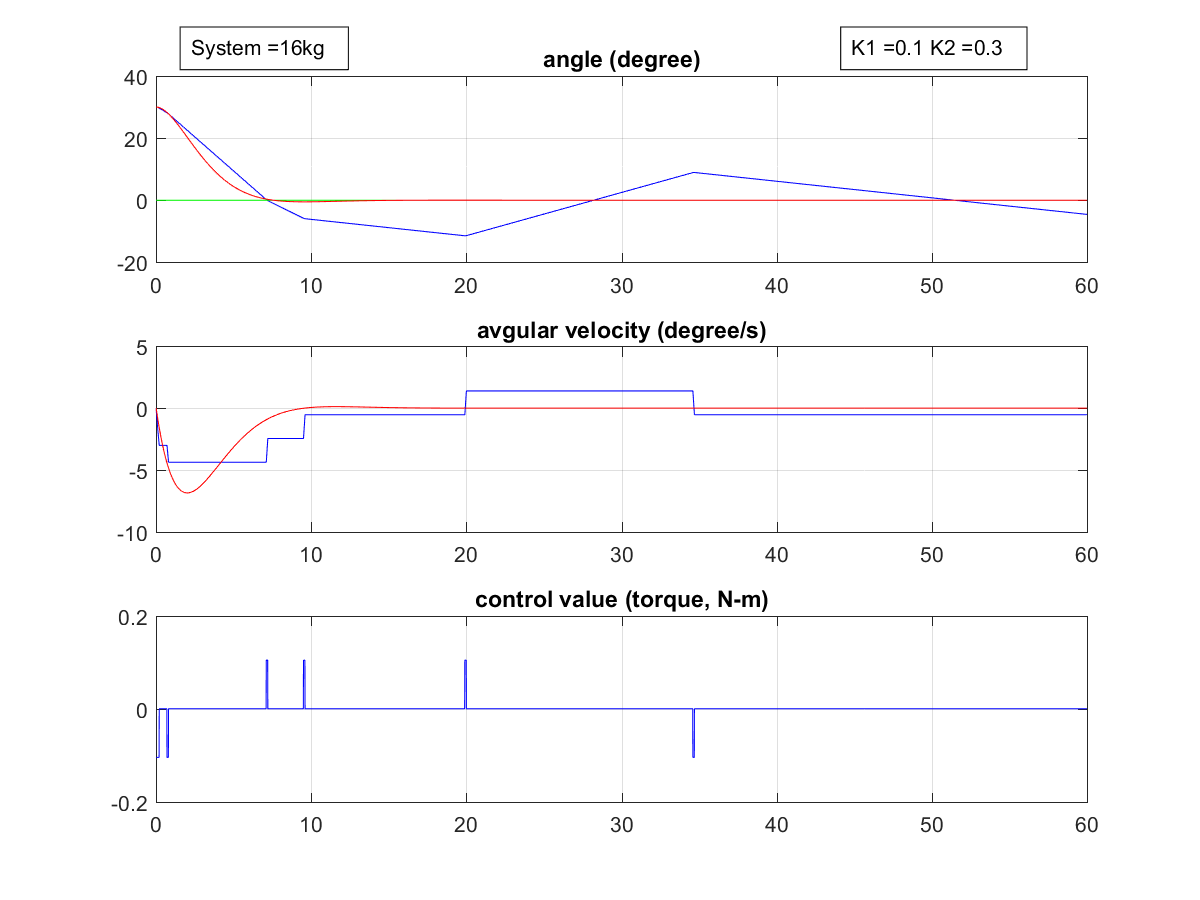 System =16kg
K1 =0.1 K2 =0.3
angle (degree)
40
20
0
-20
0 10 20 30 40 50 60
avgular velocity (degree/s)
5
0
-5
-10
0 10 20 30 40 50 60
control value (torque, N-m)
0.2
0
-0.2
0 10 20 30 40 50 60